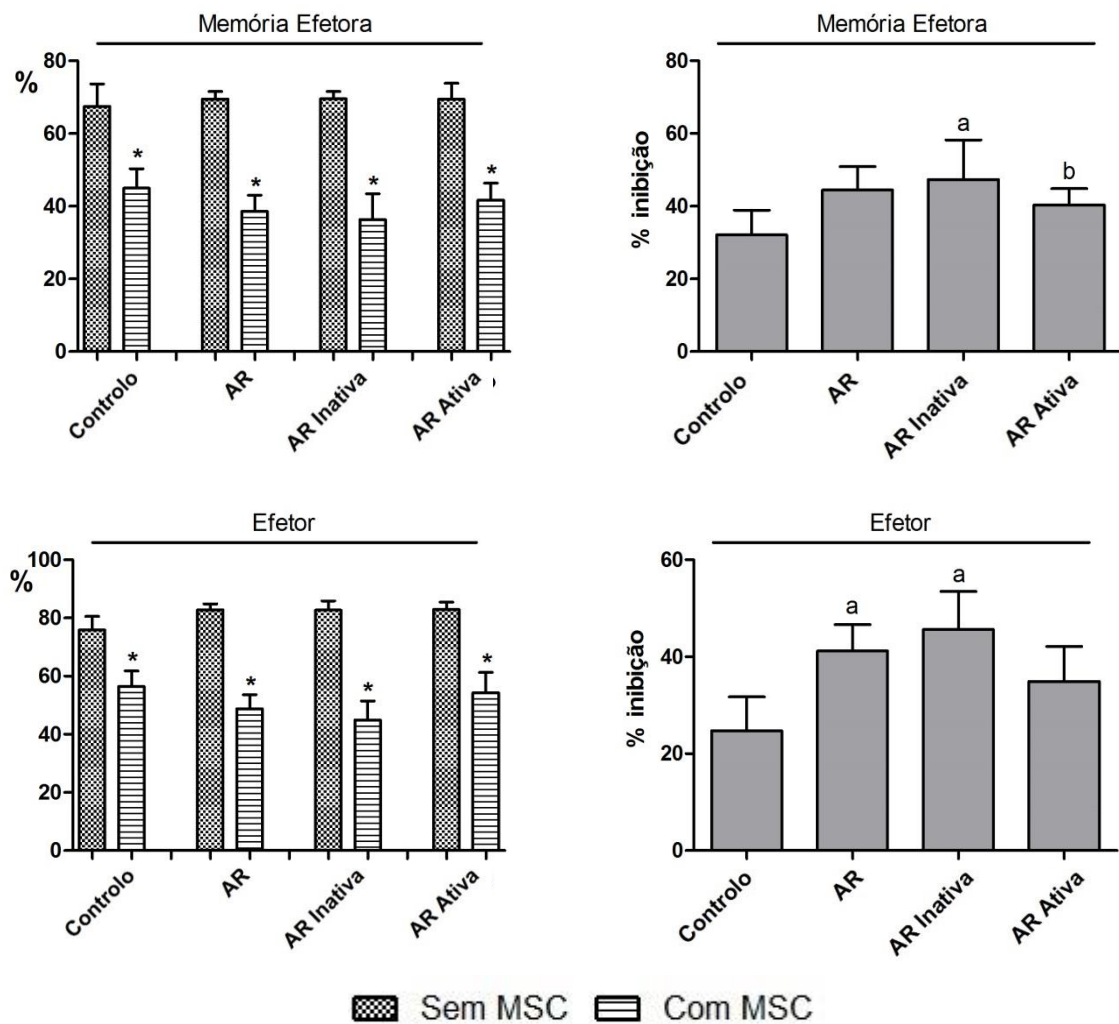 Memória Efetora
%
80
60
40
20
0
* * * *
Controlo
AR
AR Inativa
AR Ativa
Memória Efetora
% inibição
80
60
40
20
0
a
b
Controlo
AR
AR Inativa
AR Ativa
Efetor
%
100
80
60
40
20
0
* * * *
Controlo
AR
AR Inativa
AR Ativa
Efetor
% inibição
60
40
20
0
a a
Controlo
AR
AR Inativa
AR Ativa
Sem MSC Com MSC